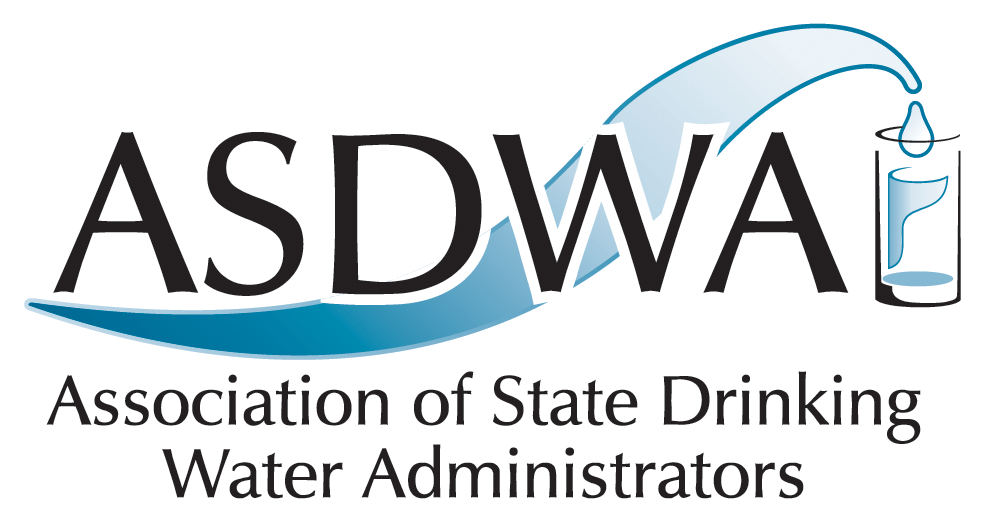 ASDWA
Association of State Drinking
Water Administrators